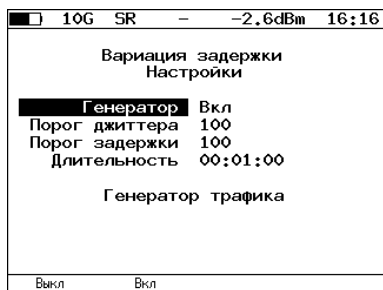 10G SR – -2.6dBm 16:16
Вариация задержки
Настройки
Генератор Вкл
Порог джиттера 100
Порог задержки 100
Длительность 00:01:00
Генератор трафика
Выкл Вкл